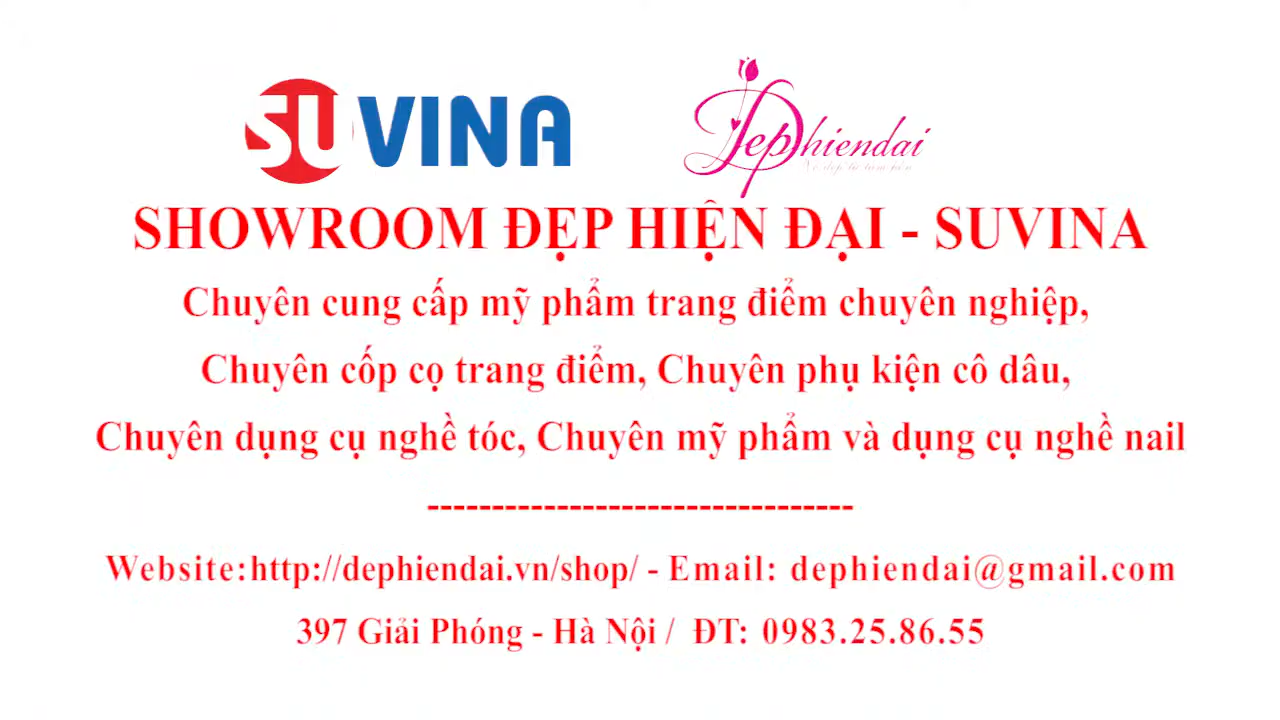 SUVINA
Dephiendai
SHOWROOM ĐẸP HIỆN ĐẠI - SUVINA
Chuyên cung cấp mỹ phẩm trang điểm chuyên nghiệp,
Chuyên cốp cọ trang điểm, Chuyên phụ kiện cô dâu,
Chuyên dụng cụ nghề tóc, Chuyên mỹ phẩm và dụng cụ nghề nail
---------------------------------
Website:http://dephiendai.vn/shop/ - Email: dephiendai@gmail.com
397 Giải Phóng - Hà Nội / ĐT: 0983.25.86.55